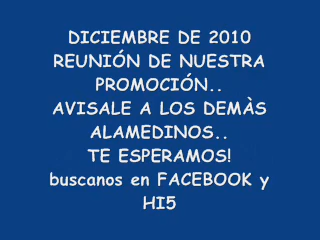 DICIEMBRE DE 2010
REUNIÓN DE NUESTRA
PROMOCIÓN..
AVISALE A LOS DEMÀS
ALAMEDINOS..
TE ESPERAMOS!
buscanos en FACEBOOK y
HI5